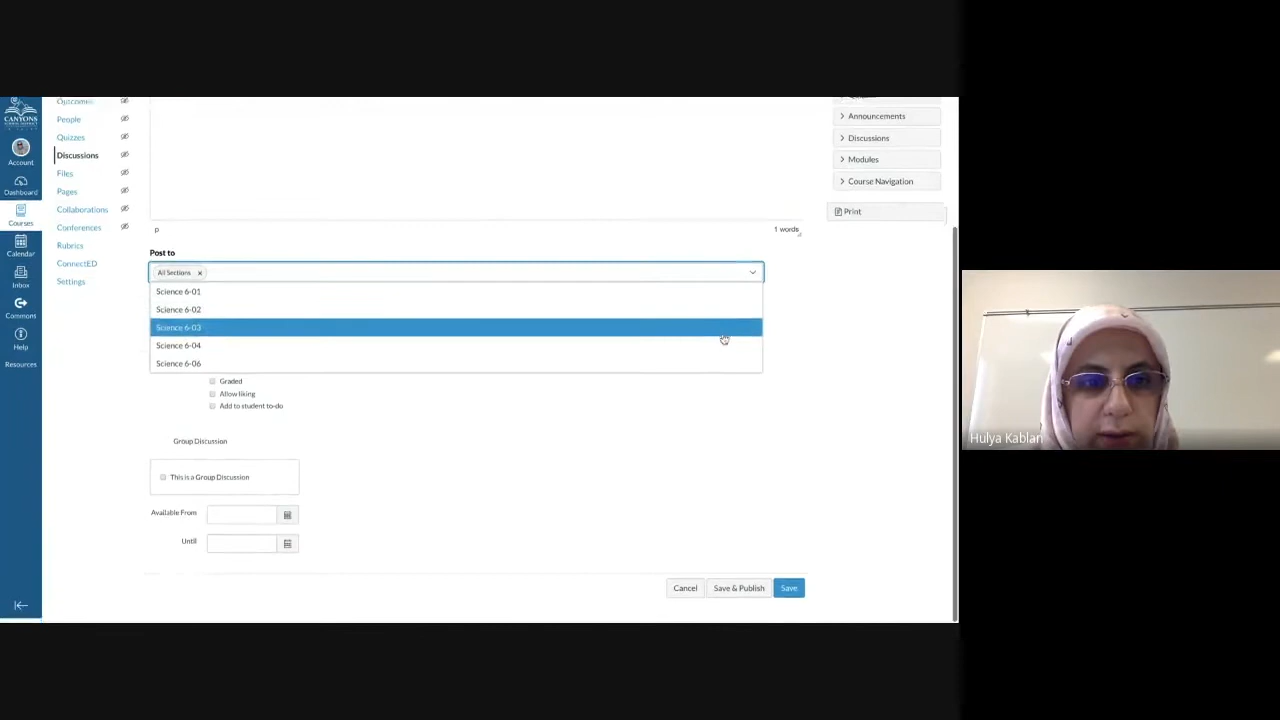 Outcomes
People
Quizzes
Discussions
Files
Pages
Collaborations
Conferences
Rubrics
ConnectED
Settings
CANYONS
Account
Dashboard
Courses
Calendar
Inbox
Commons
Help
Resources
p
1 words
Post to
All Sections ×
Science 6-01
Science 6-02
Science 6-03
Science 6-04
Science 6-06
Graded
Allow liking
Add to student to-do
Group Discussion
This is a Group Discussion
Available From
Until
Cancel
Save & Publish
Save
Announcements
Discussions
Modules
Course Navigation
Print
Hulya Kablan